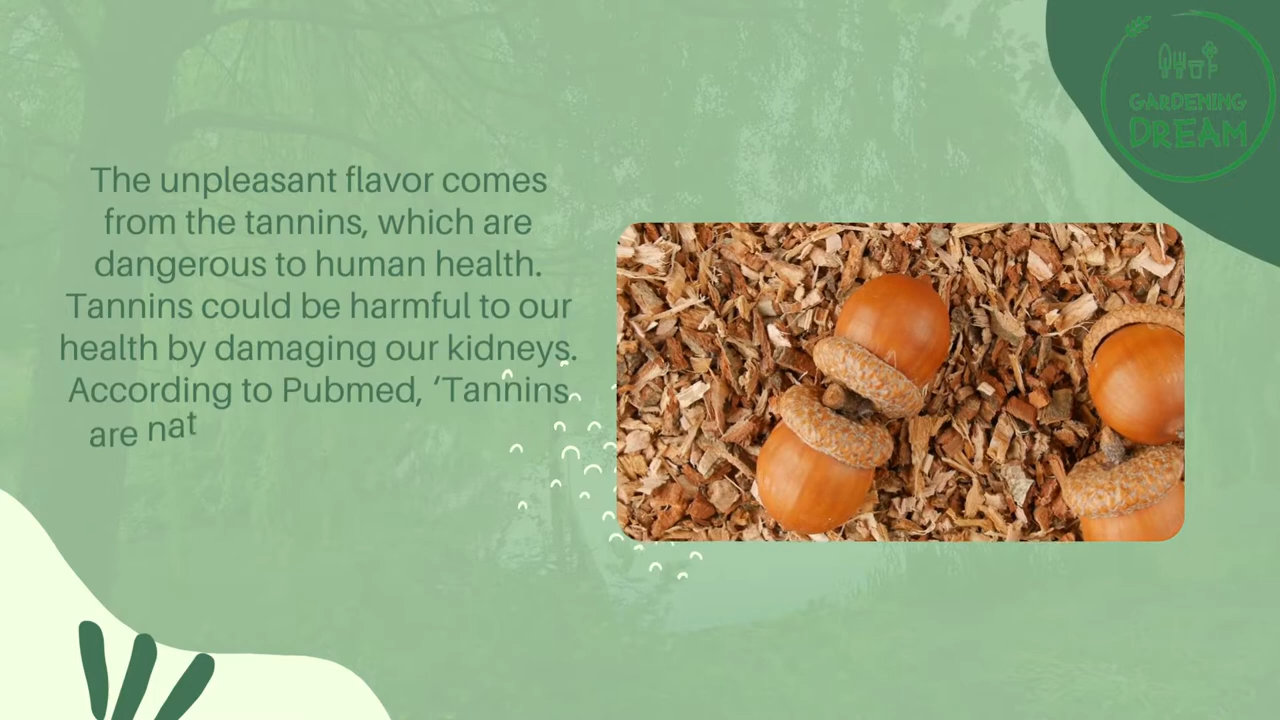 The unpleasant flavor comes
from the tannins, which are
dangerous to human health.
Tannins could be harmful to our
health by damaging our kidneys.
According to Pubmed, ‘Tannins
are nat
GARDENING
DREAM